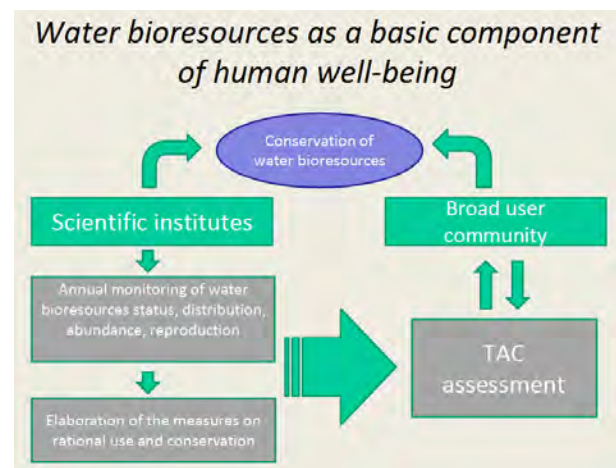 Water bioresources as a basic component
of human well-being
Conservation of
water bioresources
Scientific institutes
Broad user
community
Annual monitoring of water
bioresources status, distribution,
abundance, reproduction
TAC
assessment
Elaboration of the measures on
rational use and conservation